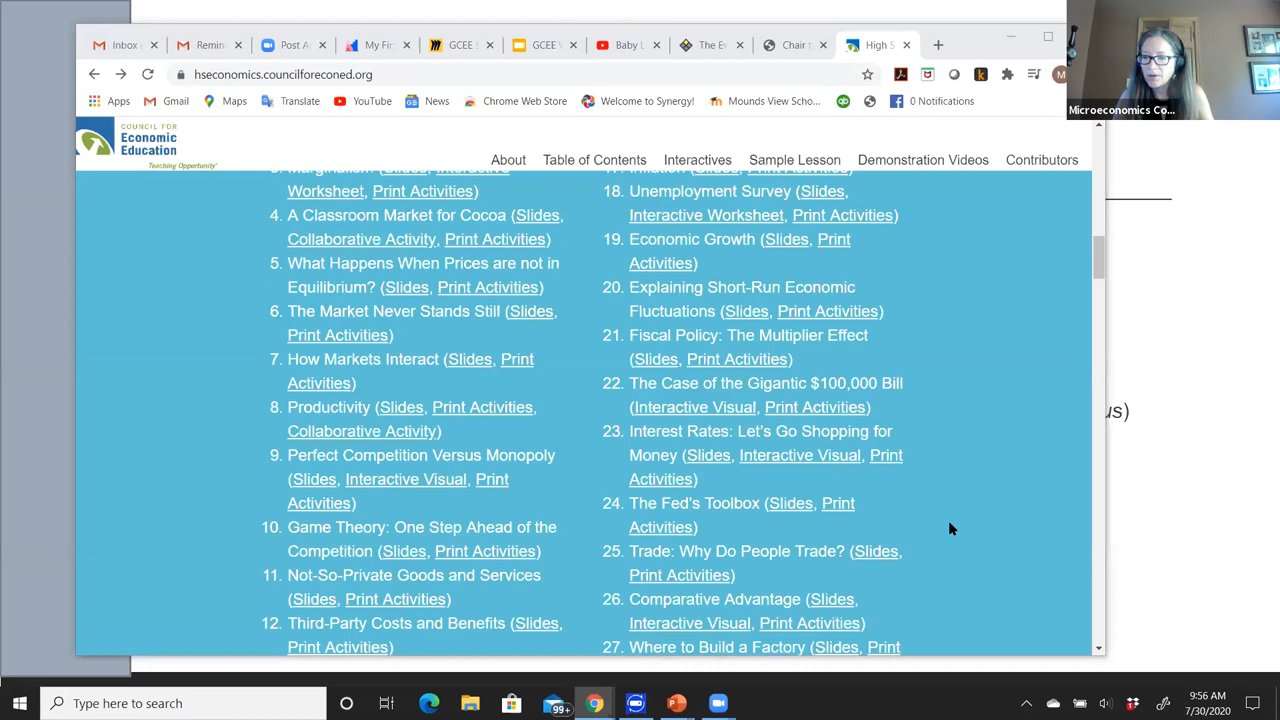 Inbox (
Remin
Post A
My Fi
GCEE
GCEE
Baby L
The E
Chair t
High S
hseconomics.councilforeconed.org
Apps
Gmail
Maps
Translate
YouTube
News
Chrome Web Store
Welcome to Synergy!
Mounds View Scho...
0 Notifications
Microeconomics Co...
COUNCIL FOR
Economic
Education
Teaching Opportunity
About
Table of Contents
Interactives
Sample Lesson
Demonstration Videos
Contributors
Worksheet, Print Activities)
4. A Classroom Market for Cocoa (Slides,
Collaborative Activity, Print Activities)
5. What Happens When Prices are not in
Equilibrium? (Slides, Print Activities)
6. The Market Never Stands Still (Slides,
Print Activities)
7. How Markets Interact (Slides, Print
Activities)
8. Productivity (Slides, Print Activities,
Collaborative Activity)
9. Perfect Competition Versus Monopoly
(Slides, Interactive Visual, Print
Activities)
10. Game Theory: One Step Ahead of the
Competition (Slides, Print Activities)
11. Not-So-Private Goods and Services
(Slides, Print Activities)
12. Third-Party Costs and Benefits (Slides,
Print Activities)
18. Unemployment Survey (Slides,
Interactive Worksheet, Print Activities)
19. Economic Growth (Slides, Print
Activities)
20. Explaining Short-Run Economic
Fluctuations (Slides, Print Activities)
21. Fiscal Policy: The Multiplier Effect
(Slides, Print Activities)
22. The Case of the Gigantic $100,000 Bill
(Interactive Visual, Print Activities)
23. Interest Rates: Let's Go Shopping for
Money (Slides, Interactive Visual, Print
Activities)
24. The Fed's Toolbox (Slides, Print
Activities)
25. Trade: Why Do People Trade? (Slides,
Print Activities)
26. Comparative Advantage (Slides,
Interactive Visual, Print Activities)
27. Where to Build a Factory (Slides, Print
us)
Type here to search
99+
9:56 AM
7/30/2020